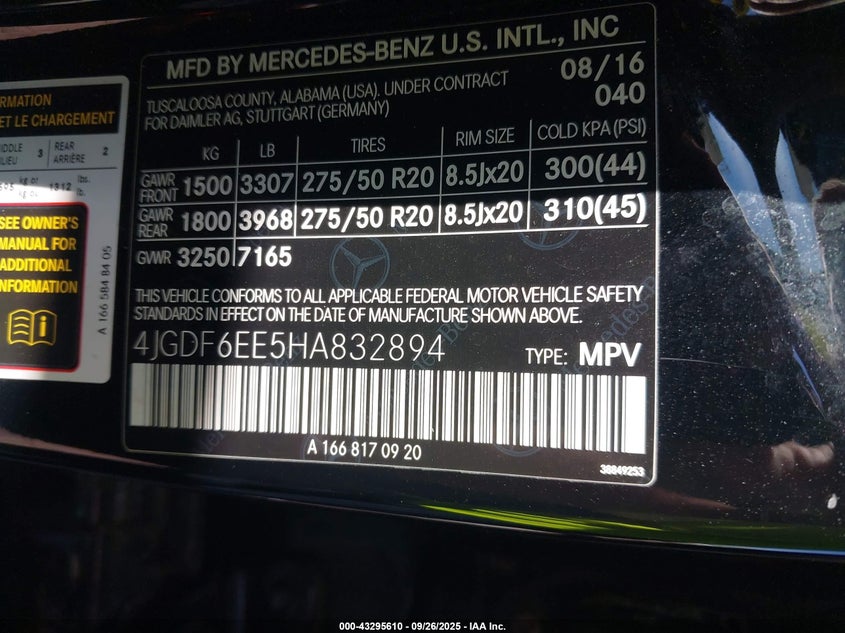 MFD BY MERCEDES-BENZ U.S. INTL., INC
TUSCALOOSA COUNTY, ALABAMA (USA). UNDER CONTRACT
FOR DAIMLER AG, STUTTGART (GERMANY)
08/16
040
KG LB TIRES RIM SIZE COLD KPA (PSI)
GAWR FRONT 1500 3307 275/50 R20 8.5Jx20 300(44)
GAWR REAR 1800 3968 275/50 R20 8.5Jx20 310(45)
GVWR 3250 7165
THIS VEHICLE CONFORMS TO ALL APPLICABLE FEDERAL MOTOR VEHICLE SAFETY
STANDARDS IN EFFECT ON THE DATE OF MANUFACTURE SHOWN ABOVE.
4JGDF6EE5HA832894 TYPE: MPV
A 166 817 09 20
38849253
ET LE CHARGEMENT
3 REAR ARRIÈRE 2
kg or 1312 lbs.
SEE OWNER'S
MANUAL FOR
ADDITIONAL
INFORMATION
A 166 584 84 05
000-43295610 - 09/26/2025 - IAA Inc.